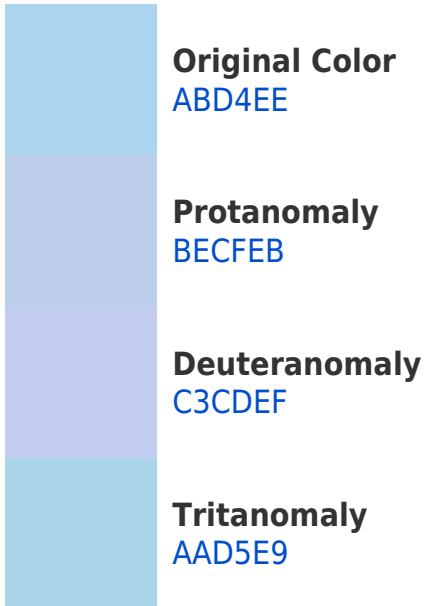 Original Color
ABD4EE
Protanomaly
BECFEB
Deuteranomaly
C3CDEF
Tritanomaly
AAD5E9